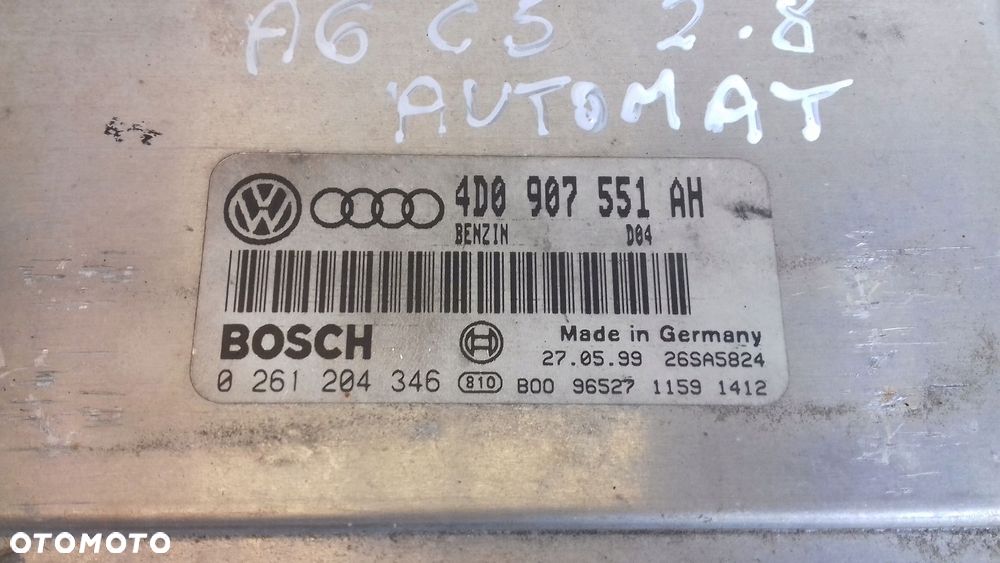 A6 C5 2.8
AUTOMAT
4D0 907 551 AH
BENZIN D04
BOSCH
Made in Germany
27.05.99 26SA5824
0 261 204 346 810 B00 96527 1159 1412
OTOMOTO